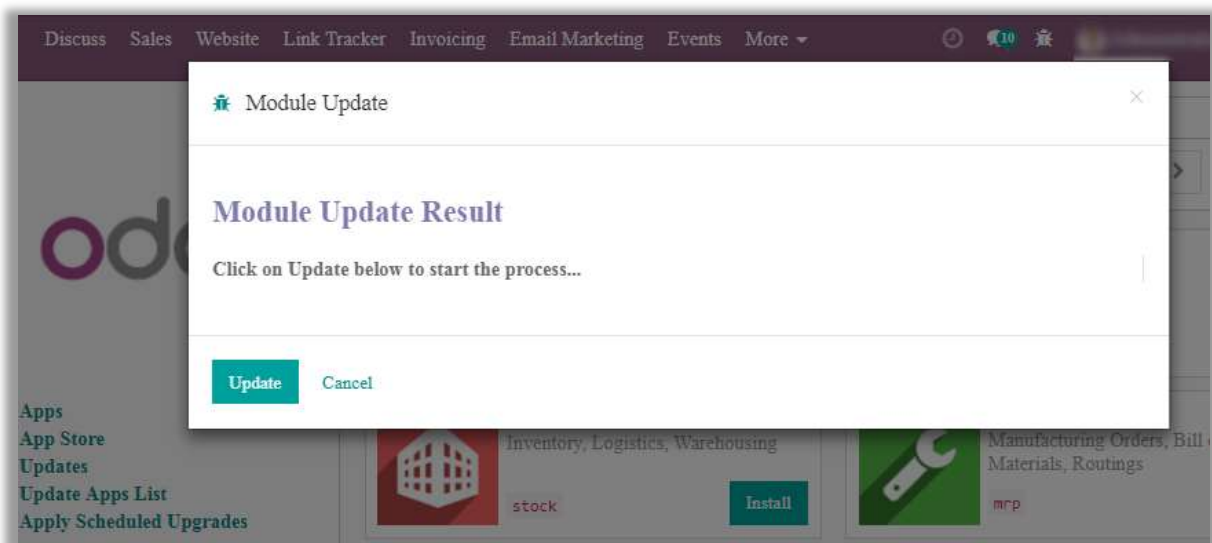 Discuss Sales Website Link Tracker Invoicing Email Marketing Events More 10
Module Update
Module Update Result
Click on Update below to start the process...
Update Cancel
Apps
App Store
Updates
Update Apps List
Apply Scheduled Upgrades
Inventory, Logistics, Warehousing
stock Install
Manufacturing Orders, Bill
Materials, Routings
mrp